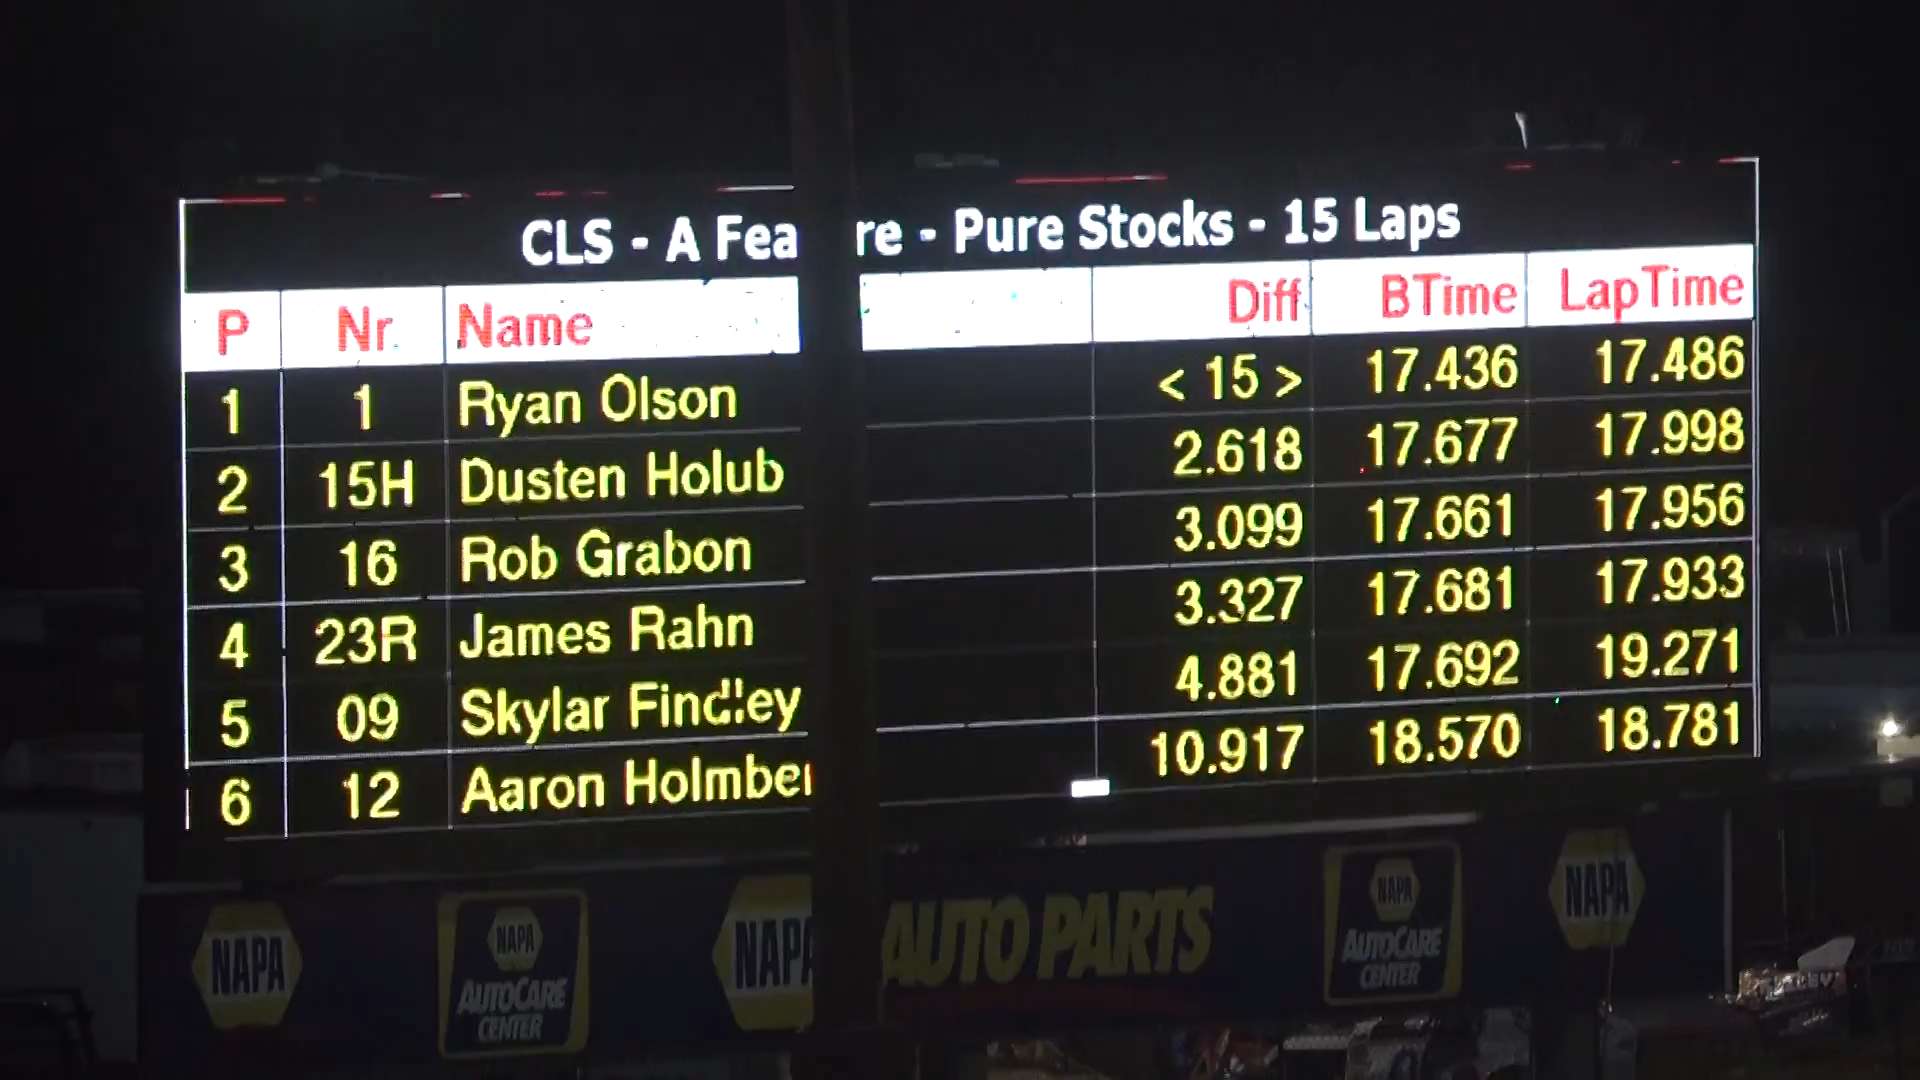 CLS - A Fea re - Pure Stocks - 15 Laps
P Nr Name Diff BTime LapTime
1 1 Ryan Olson < 15 > 17.436 17.486
2 15H Dusten Holub 2.618 17.677 17.998
3 16 Rob Grabon 3.099 17.661 17.956
4 23R James Rahn 3.327 17.681 17.933
5 09 Skylar Findley 4.881 17.692 19.271
6 12 Aaron Holmber 10.917 18.570 18.781
NAPA
NAPA
AUTOCARE
CENTER
NAPA AUTO PARTS
NAPA
AUTOCARE
CENTER
NAPA